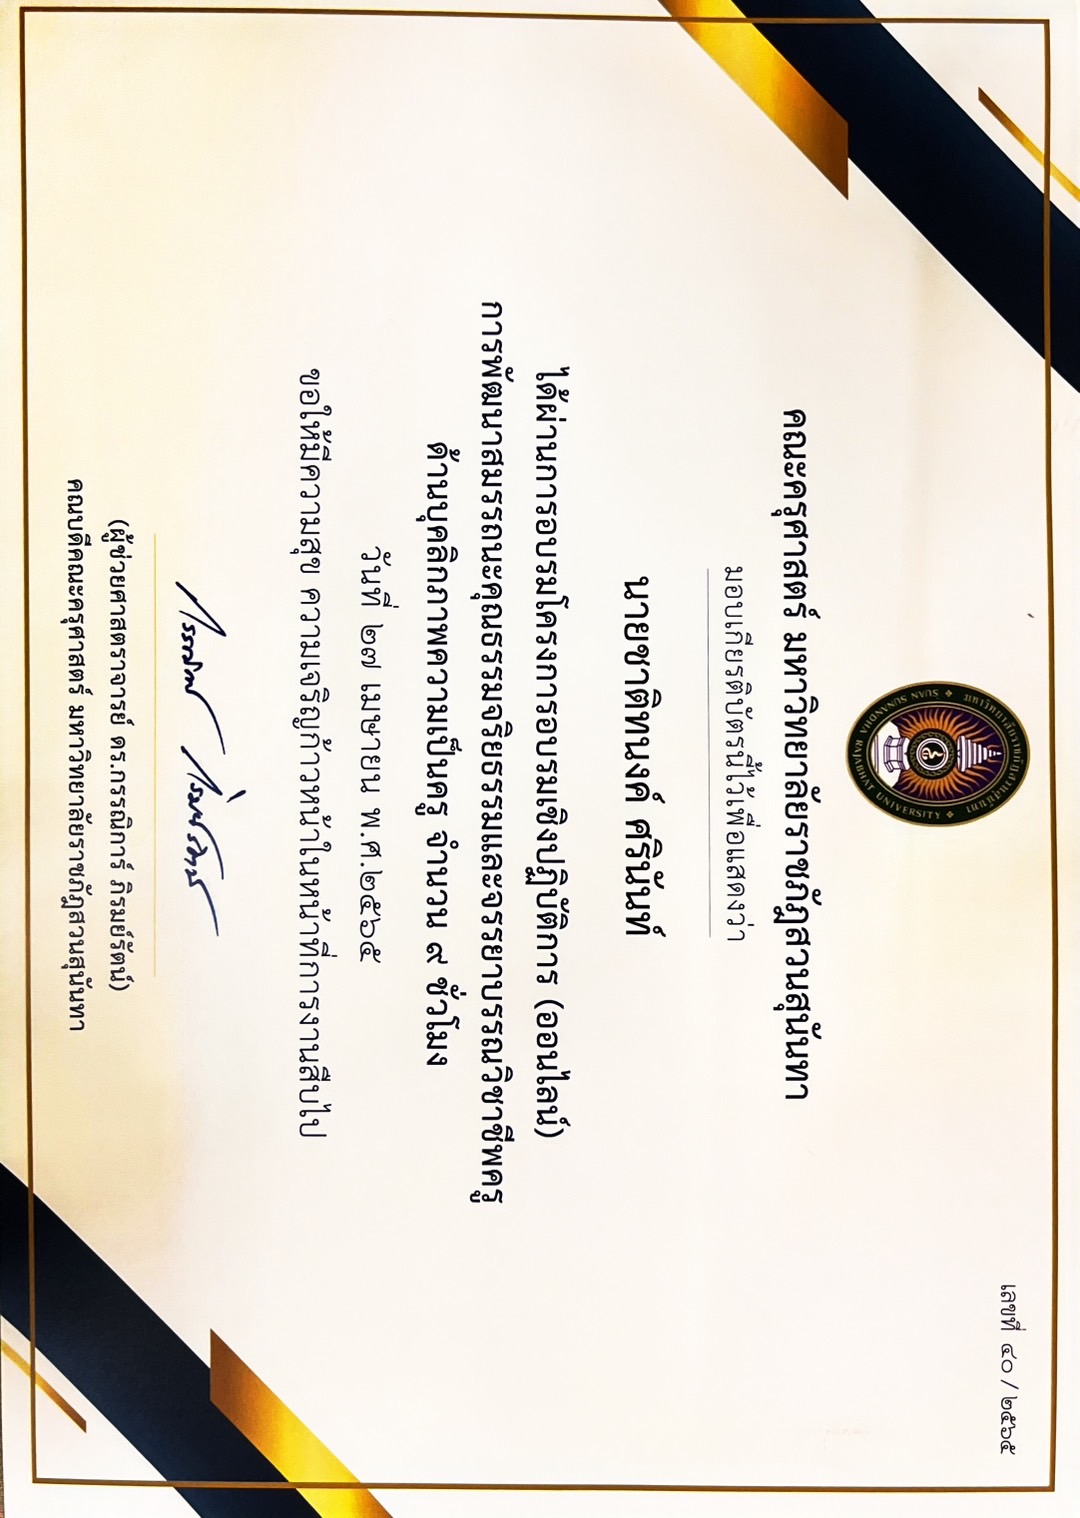 เลขที่ ๔๐ / ๒๕๖๕
มหาวิทยาลัยราชภัฏสวนสุนันทา
SUAN SUNANDHA RAJABHAT UNIVERSITY
คณะครุศาสตร์ มหาวิทยาลัยราชภัฏสวนสุนันทา
มอบเกียรติบัตรนี้ไว้เพื่อแสดงว่า
นายชาติทนงค์ ศรินันท์
ได้ผ่านการอบรมโครงการอบรมเชิงปฏิบัติการ (ออนไลน์)
การพัฒนาสมรรถนะคุณธรรมจริยธรรมและจรรยาบรรณวิชาชีพครู
ด้านบุคลิกภาพความเป็นครู จำนวน ๙ ชั่วโมง
วันที่ ๒๗ เมษายน พ.ศ.๒๕๖๕
ขอให้มีความสุข ความเจริญก้าวหน้าในหน้าที่การงานสืบไป
(ผู้ช่วยศาสตราจารย์ ดร.กรรณิการ์ ภิรมย์รัตน์)
คณบดีคณะครุศาสตร์ มหาวิทยาลัยราชภัฏสวนสุนันทา